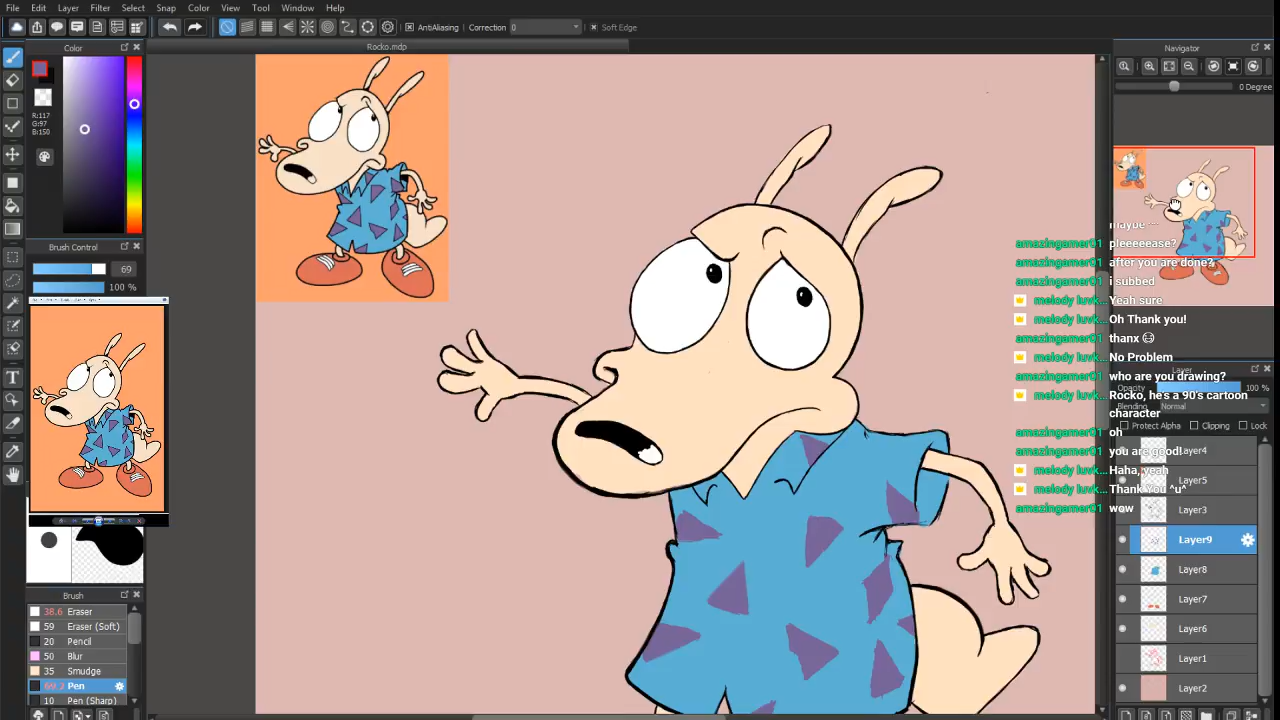 File Edit Layer Filter Select Snap Color View Tool Window Help
AntiAliasing Correction 0 Soft Edge
Rocko.mdp
Color
R:117
G:97
B:150
Brush Control
69
100 %
Brush
38.6 Eraser
59 Eraser (Soft)
20 Pencil
50 Blur
35 Smudge
69.2 Pen
10 Pen (Sharp)
Navigator
0 Degree
maybe
amazingamer01 pleeeeease?
amazingamer01 after you are done?
amazingamer01 i subbed
melody luvk... Yeah sure
melody luvk... Oh Thank you!
amazingamer01 thanx
melody luvk... No Problem
amazingamer01 who are you drawing?
melody luvk... Rocko, he's a 90's cartoon
character
amazingamer01 oh
amazingamer01 you are good!
melody luvk... Haha, yeah
melody luvk... Thank You ^u^
amazingamer01 wow
Layer
Opacity 100 %
Blending Normal
Protect Alpha Clipping Lock
Layer4
Layer5
Layer3
Layer9
Layer8
Layer7
Layer6
Layer1
Layer2